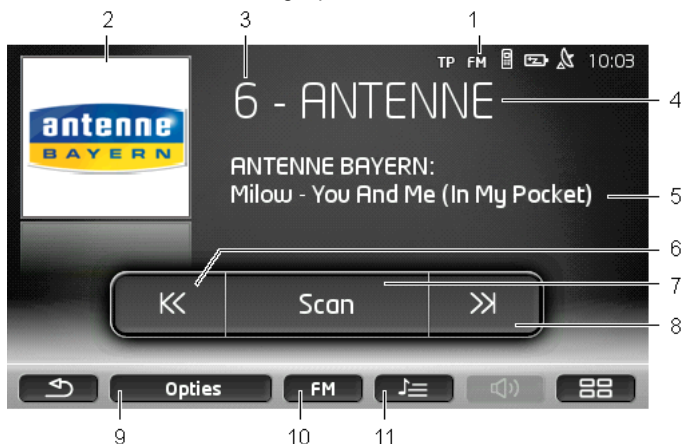 2
3
1
TP FM 10:03
6 - ANTENNE
4
antenne
BAYERN
ANTENNE BAYERN:
Milow - You And Me (In My Pocket)
5
6
7
Scan
8
Opties
FM
9
10
11